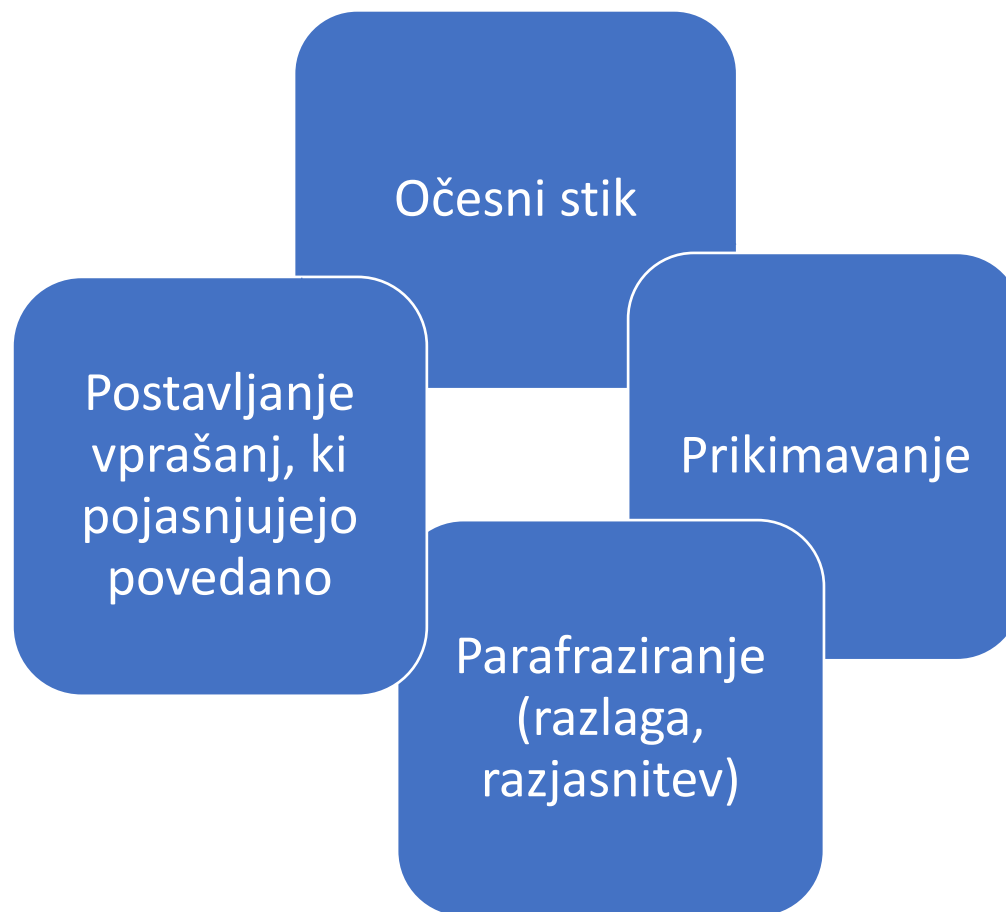 Očesni stik
Prikimavanje
Parafraziranje
(razlaga,
razjasnitev)
Postavljanje
vprašanj, ki
pojasnjujejo
povedano